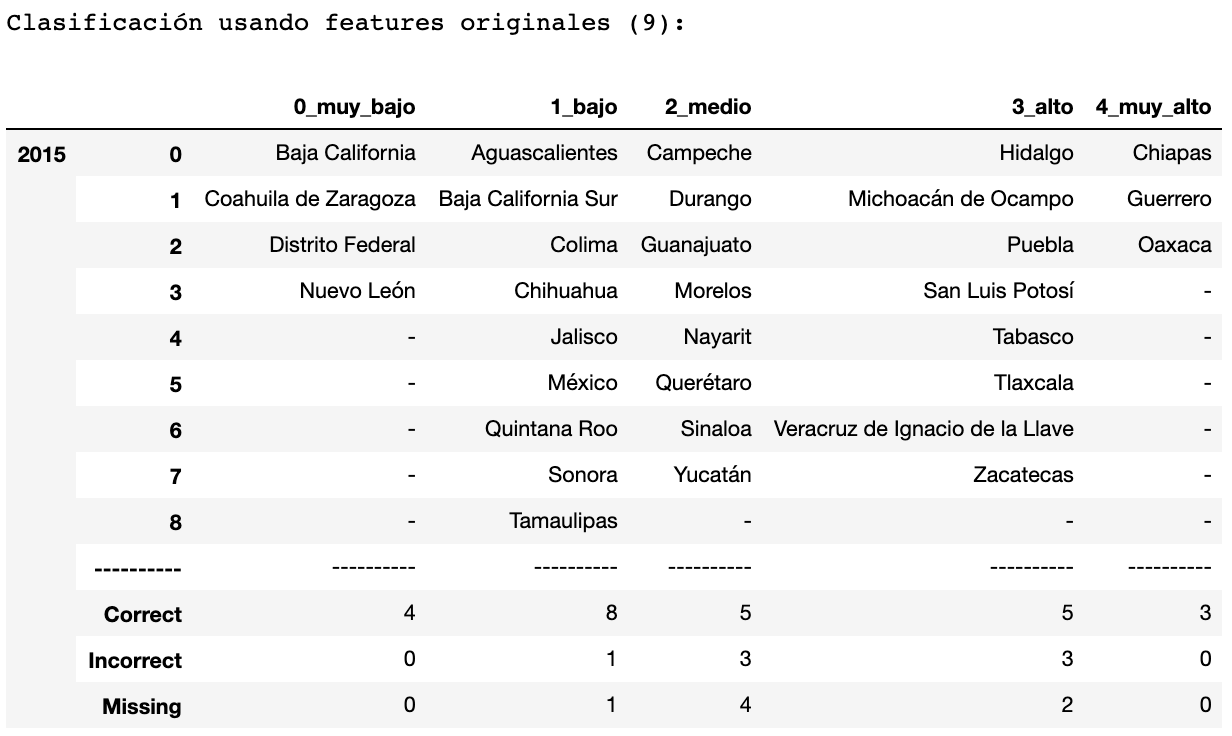 Clasificación usando features originales (9):
0_muy_bajo 1_bajo 2_medio 3_alto 4_muy_alto
2015 0 Baja California Aguascalientes Campeche Hidalgo Chiapas
1 Coahuila de Zaragoza Baja California Sur Durango Michoacán de Ocampo Guerrero
2 Distrito Federal Colima Guanajuato Puebla Oaxaca
3 Nuevo León Chihuahua Morelos San Luis Potosí -
4 - Jalisco Nayarit Tabasco -
5 - México Querétaro Tlaxcala -
6 - Quintana Roo Sinaloa Veracruz de Ignacio de la Llave -
7 - Sonora Yucatán Zacatecas -
8 - Tamaulipas - - -
---------- ---------- ---------- ---------- ---------- ----------
Correct 4 8 5 5 3
Incorrect 0 1 3 3 0
Missing 0 1 4 2 0